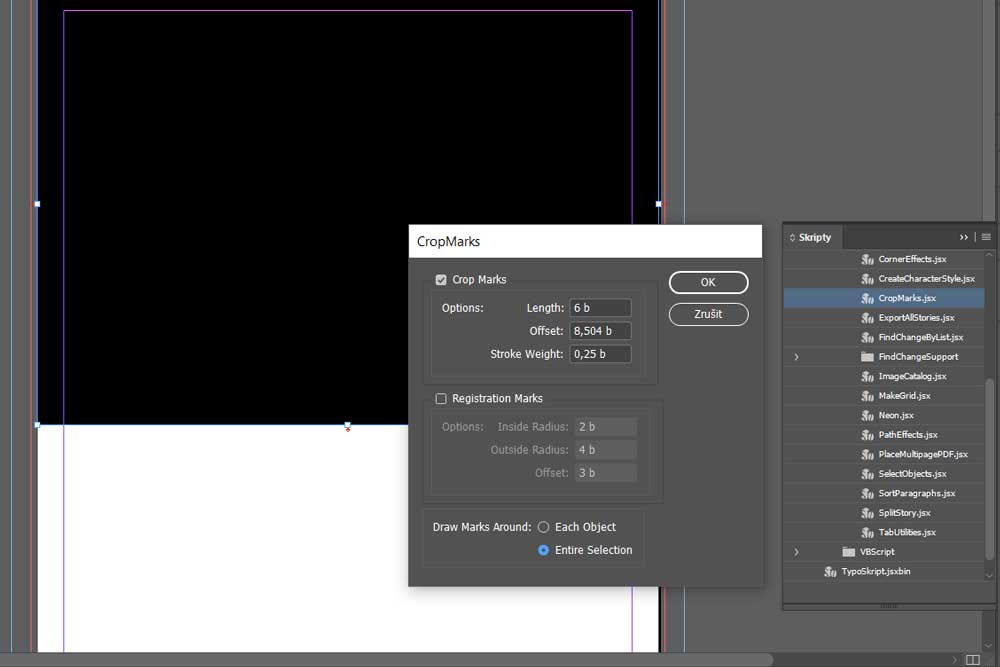 CropMarks
Crop Marks
Options: Length: 6 b
Offset: 8,504 b
Stroke Weight: 0,25 b
Registration Marks
Options: Inside Radius: 2 b
Outside Radius: 4 b
Offset: 3 b
Draw Marks Around: Each Object
Entire Selection
OK
Zrušit
Skripty
CornerEffects.jsx
CreateCharacterStyle.jsx
CropMarks.jsx
ExportAllStories.jsx
FindChangeByList.jsx
FindChangeSupport
ImageCatalog.jsx
MakeGrid.jsx
Neon.jsx
PathEffects.jsx
PlaceMultipagePDF.jsx
SelectObjects.jsx
SortParagraphs.jsx
SplitStory.jsx
TabUtilities.jsx
VBScript
TypoSkript.jsxbin